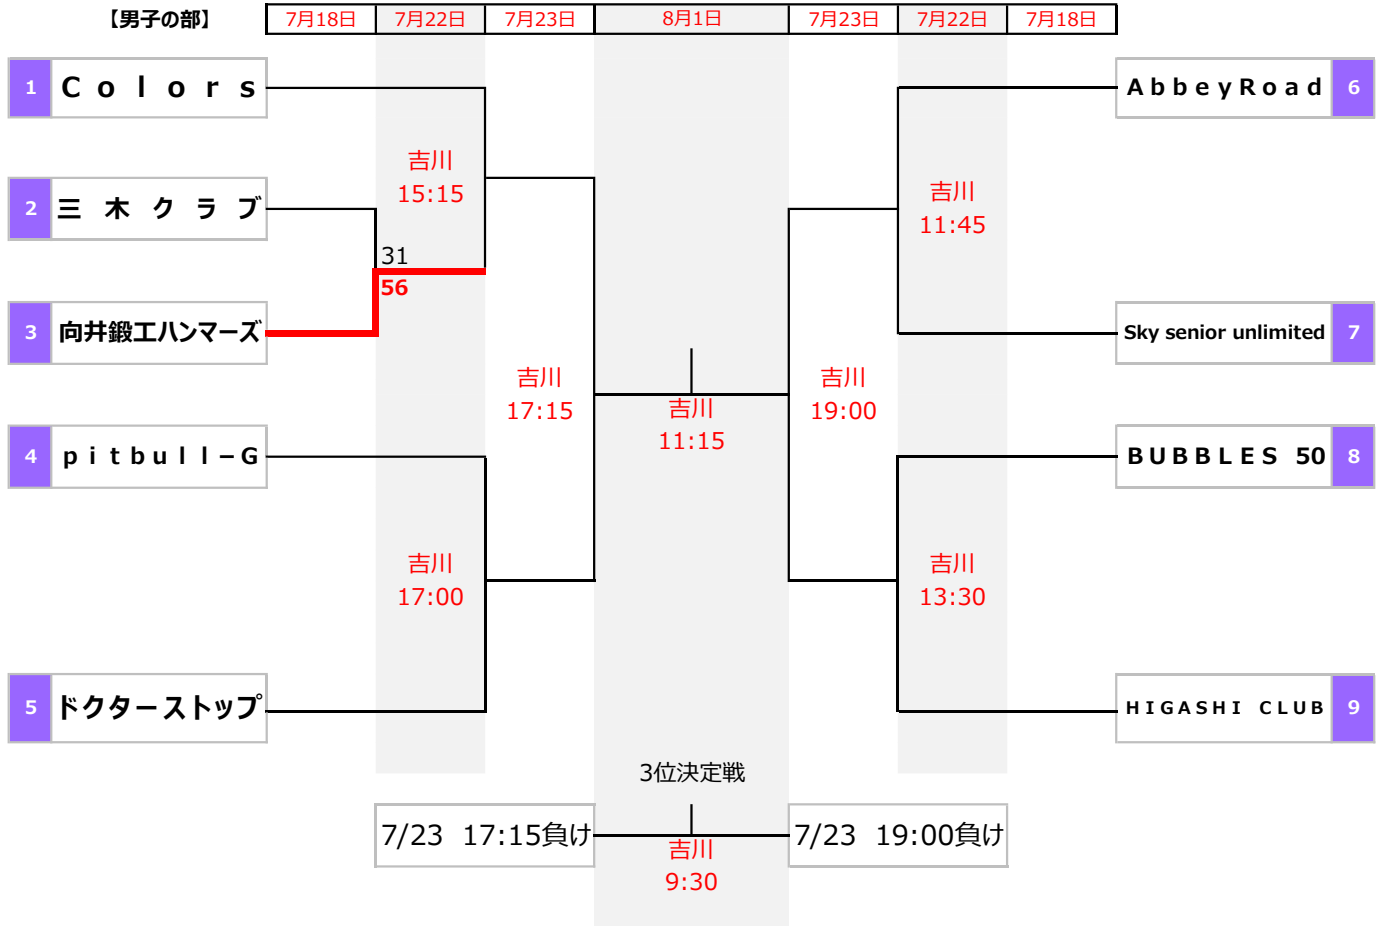 【男子の部】
7月18日 7月22日 7月23日 8月1日 7月23日 7月22日 7月18日
1 Ｃｏｌｏｒｓ
ＡｂｂｅｙＲｏａｄ 6
吉川
15:15
吉川
11:45
2 三木クラブ
31
56
3 向井鍛工ハンマーズ
Sky senior unlimited 7
吉川
17:15
吉川
11:15
吉川
19:00
4 ｐｉｔｂｕｌｌ－Ｇ
ＢＵＢＢＬＥＳ 50 8
吉川
17:00
吉川
13:30
5 ドクターストップ
ＨＩＧＡＳＨＩ ＣＬＵＢ 9
3位決定戦
7/23 17:15負け
7/23 19:00負け
吉川
9:30